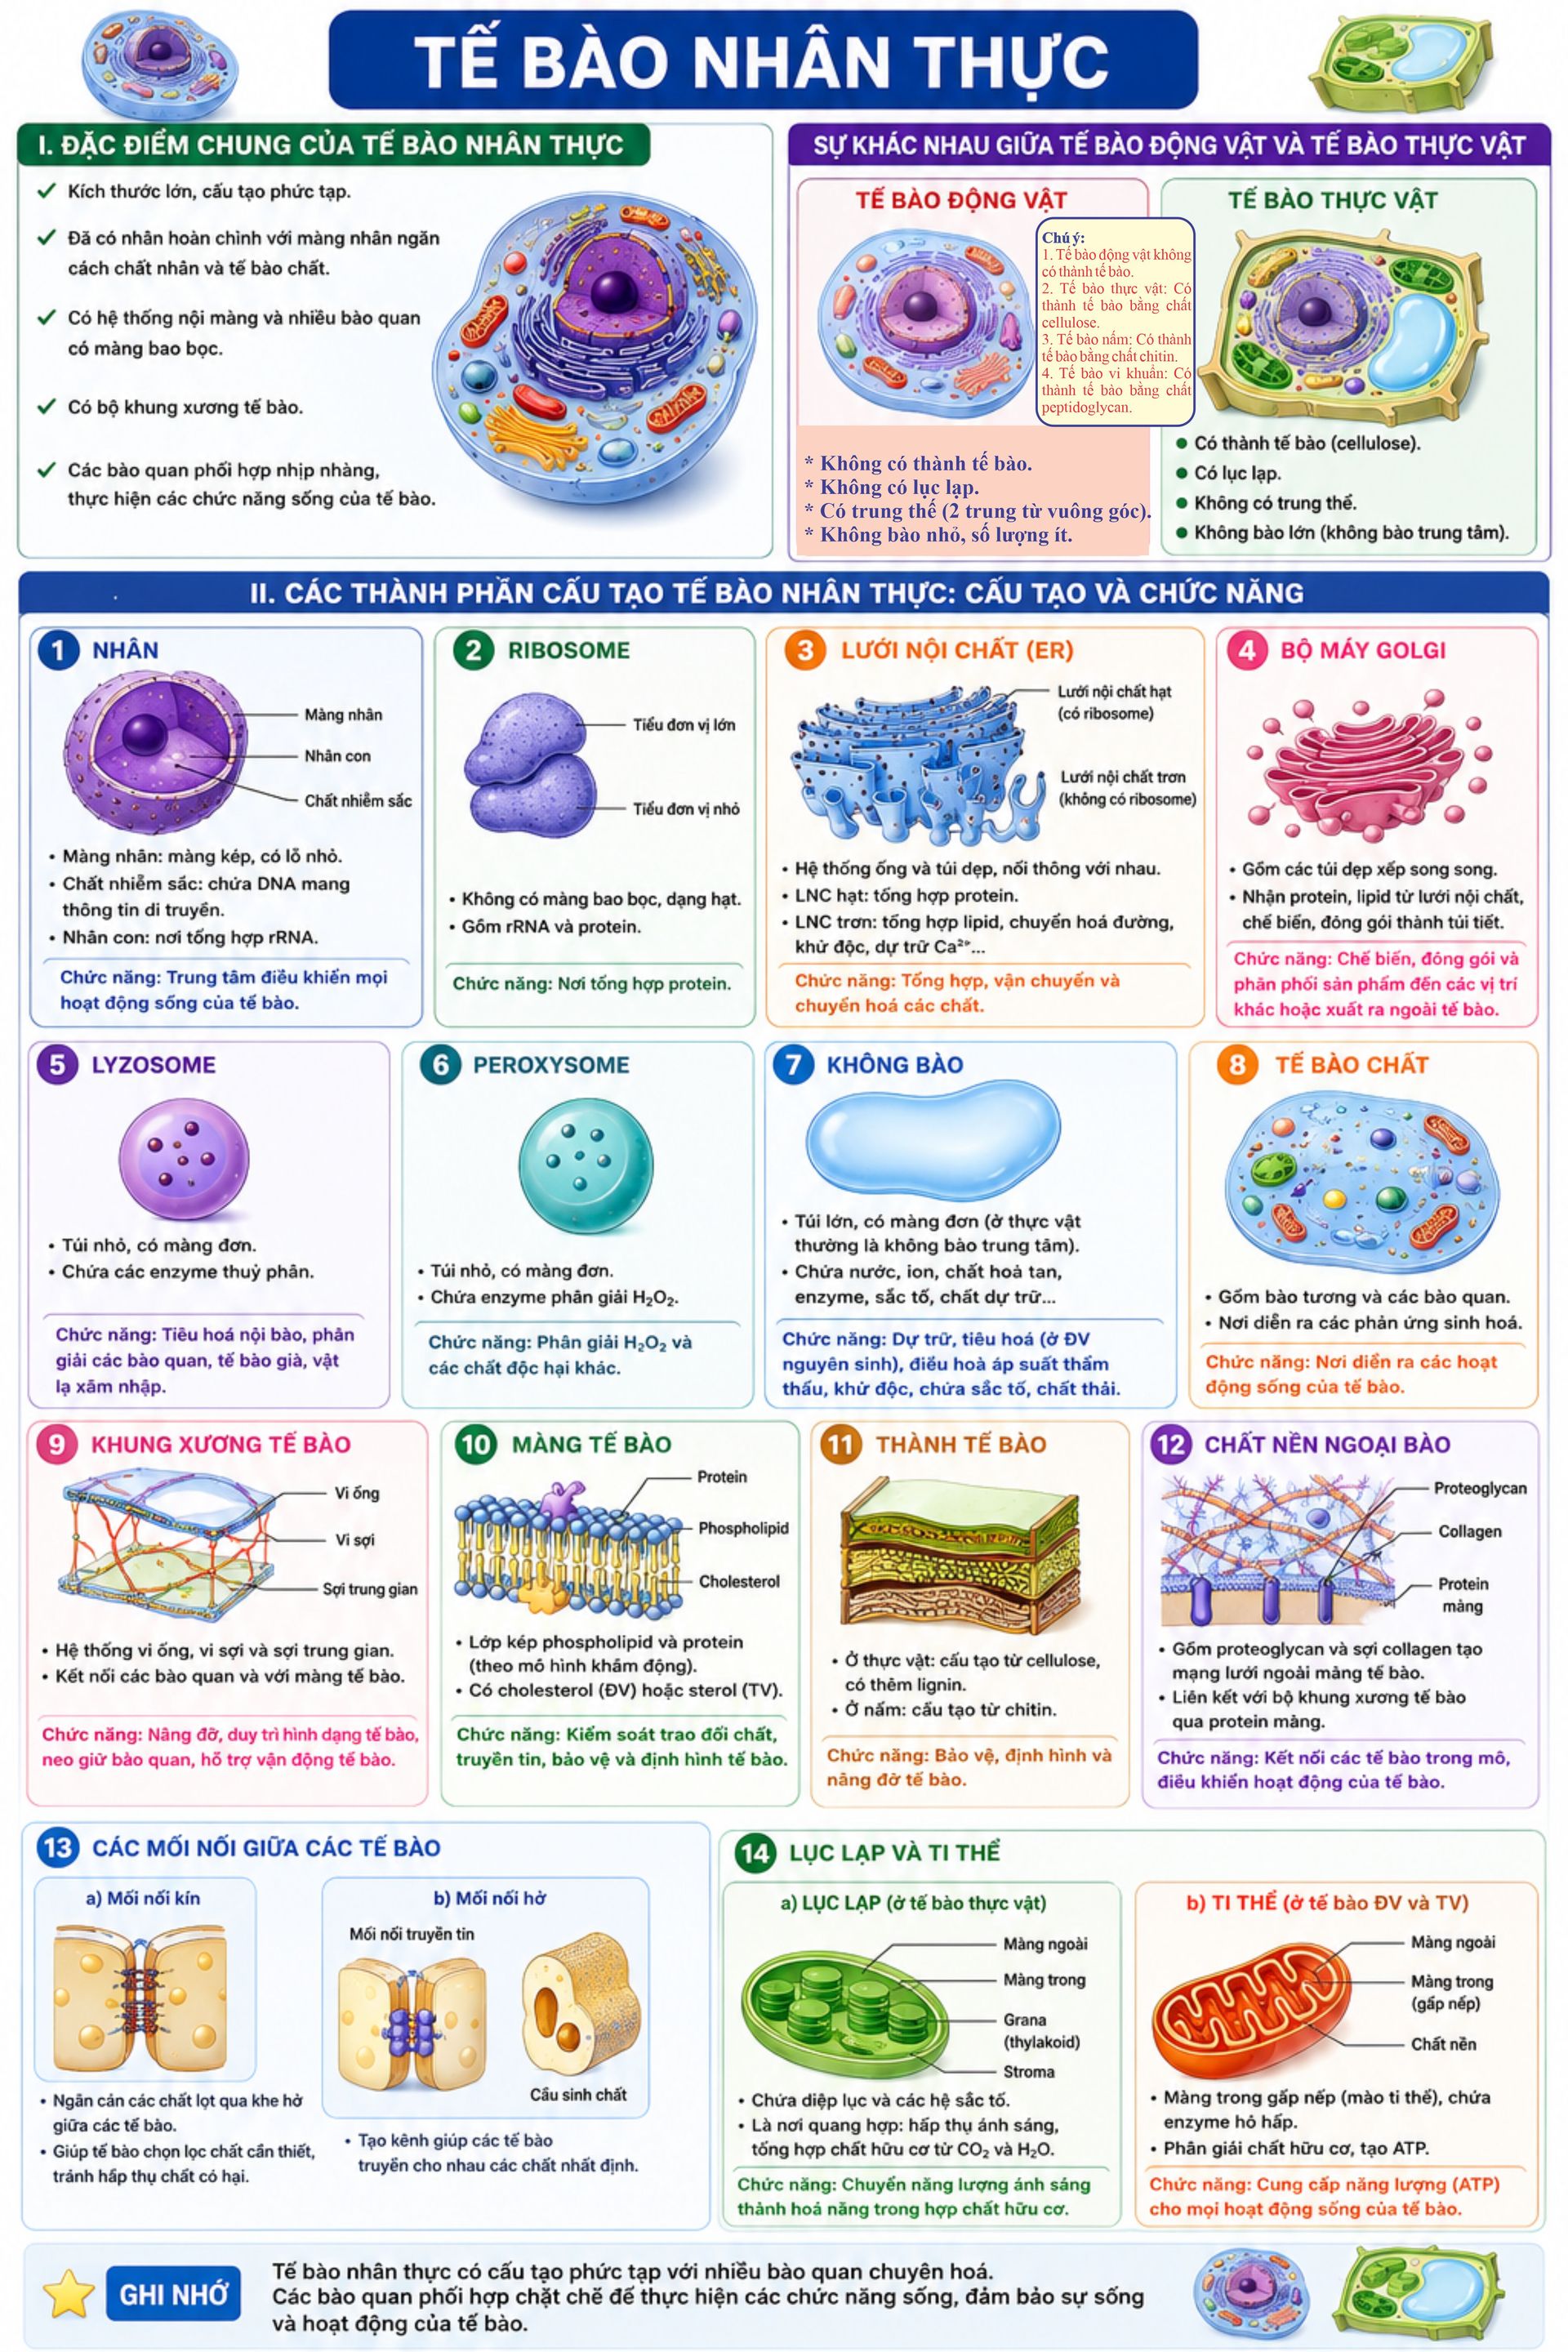 TẾ BÀO NHÂN THỰC
I. ĐẶC ĐIỂM CHUNG CỦA TẾ BÀO NHÂN THỰC
Kích thước lớn, cấu tạo phức tạp.
Đã có nhân hoàn chỉnh với màng nhân ngăn
cách chất nhân và tế bào chất.
Có hệ thống nội màng và nhiều bào quan
có màng bao bọc.
Có bộ khung xương tế bào.
Các bào quan phối hợp nhịp nhàng,
thực hiện các chức năng sống của tế bào.
SỰ KHÁC NHAU GIỮA TẾ BÀO ĐỘNG VẬT VÀ TẾ BÀO THỰC VẬT
TẾ BÀO ĐỘNG VẬT
* Không có thành tế bào.
* Không có lục lạp.
* Có trung thể (2 trung tử vuông góc).
* Không bào nhỏ, số lượng ít.
Chú ý:
1. Tế bào động vật không
có thành tế bào.
2. Tế bào thực vật: Có
thành tế bào bằng chất
cellulose.
3. Tế bào nấm: Có thành
tế bào bằng chất chitin.
4. Tế bào vi khuẩn: Có
thành tế bào bằng chất
peptidoglycan.
TẾ BÀO THỰC VẬT
Có thành tế bào (cellulose).
Có lục lạp.
Không có trung thể.
Không bào lớn (không bào trung tâm).
II. CÁC THÀNH PHẦN CẤU TẠO TẾ BÀO NHÂN THỰC: CẤU TẠO VÀ CHỨC NĂNG
1 NHÂN
Màng nhân
Nhân con
Chất nhiễm sắc
• Màng nhân: màng kép, có lỗ nhỏ.
• Chất nhiễm sắc: chứa DNA mang
thông tin di truyền.
• Nhân con: nơi tổng hợp rRNA.
Chức năng: Trung tâm điều khiển mọi
hoạt động sống của tế bào.
2 RIBOSOME
Tiểu đơn vị lớn
Tiểu đơn vị nhỏ
• Không có màng bao bọc, dạng hạt.
• Gồm rRNA và protein.
Chức năng: Nơi tổng hợp protein.
3 LƯỚI NỘI CHẤT (ER)
Lưới nội chất hạt
(có ribosome)
Lưới nội chất trơn
(không có ribosome)
• Hệ thống ống và túi dẹp, nối thông với nhau.
• LNC hạt: tổng hợp protein.
• LNC trơn: tổng hợp lipid, chuyển hoá đường,
khử độc, dự trữ Ca²⁺...
Chức năng: Tổng hợp, vận chuyển và
chuyển hoá các chất.
4 BỘ MÁY GOLGI
• Gồm các túi dẹp xếp song song.
• Nhận protein, lipid từ lưới nội chất,
chế biến, đóng gói thành túi tiết.
Chức năng: Chế biến, đóng gói và
phân phối sản phẩm đến các vị trí
khác hoặc xuất ra ngoài tế bào.
5 LYZOSOME
• Túi nhỏ, có màng đơn.
• Chứa các enzyme thuỷ phân.
Chức năng: Tiêu hoá nội bào, phân
giải các bào quan, tế bào già, vật
lạ xâm nhập.
6 PEROXYSOME
• Túi nhỏ, có màng đơn.
• Chứa enzyme phân giải H₂O₂.
Chức năng: Phân giải H₂O₂ và
các chất độc hại khác.
7 KHÔNG BÀO
• Túi lớn, có màng đơn (ở thực vật
thường là không bào trung tâm).
• Chứa nước, ion, chất hoà tan,
enzyme, sắc tố, chất dự trữ...
Chức năng: Dự trữ, tiêu hoá (ở ĐV
nguyên sinh), điều hoà áp suất thẩm
thấu, khử độc, chứa sắc tố, chất thải.
8 TẾ BÀO CHẤT
• Gồm bào tương và các bào quan.
• Nơi diễn ra các phản ứng sinh hoá.
Chức năng: Nơi diễn ra các hoạt
động sống của tế bào.
9 KHUNG XƯƠNG TẾ BÀO
Vi ống
Vi sợi
Sợi trung gian
• Hệ thống vi ống, vi sợi và sợi trung gian.
• Kết nối các bào quan và với màng tế bào.
Chức năng: Nâng đỡ, duy trì hình dạng tế bào,
neo giữ bào quan, hỗ trợ vận động tế bào.
10 MÀNG TẾ BÀO
Protein
Phospholipid
Cholesterol
• Lớp kép phospholipid và protein
(theo mô hình khảm động).
• Có cholesterol (ĐV) hoặc sterol (TV).
Chức năng: Kiểm soát trao đổi chất,
truyền tin, bảo vệ và định hình tế bào.
11 THÀNH TẾ BÀO
• Ở thực vật: cấu tạo từ cellulose,
có thêm lignin.
• Ở nấm: cấu tạo từ chitin.
Chức năng: Bảo vệ, định hình và
nâng đỡ tế bào.
12 CHẤT NỀN NGOẠI BÀO
Proteoglycan
Collagen
Protein
màng
• Gồm proteoglycan và sợi collagen tạo
mạng lưới ngoài màng tế bào.
• Liên kết với bộ khung xương tế bào
qua protein màng.
Chức năng: Kết nối các tế bào trong mô,
điều khiển hoạt động của tế bào.
13 CÁC MỐI NỐI GIỮA CÁC TẾ BÀO
a) Mối nối kín
• Ngăn cản các chất lọt qua khe hở
giữa các tế bào.
• Giúp tế bào chọn lọc chất cần thiết,
tránh hấp thụ chất có hại.
b) Mối nối hở
Mối nối truyền tin
Cầu sinh chất
• Tạo kênh giúp các tế bào
truyền cho nhau các chất nhất định.
14 LỤC LẠP VÀ TI THỂ
a) LỤC LẠP (ở tế bào thực vật)
Màng ngoài
Màng trong
Grana
(thylakoid)
Stroma
• Chứa diệp lục và các hệ sắc tố.
• Là nơi quang hợp: hấp thụ ánh sáng,
tổng hợp chất hữu cơ từ CO₂ và H₂O.
Chức năng: Chuyển năng lượng ánh sáng
thành hoá năng trong hợp chất hữu cơ.
b) TI THỂ (ở tế bào ĐV và TV)
Màng ngoài
Màng trong
(gấp nếp)
Chất nền
• Màng trong gấp nếp (mào ti thể), chứa
enzyme hô hấp.
• Phân giải chất hữu cơ, tạo ATP.
Chức năng: Cung cấp năng lượng (ATP)
cho mọi hoạt động sống của tế bào.
GHI NHỚ
Tế bào nhân thực có cấu tạo phức tạp với nhiều bào quan chuyên hoá.
Các bào quan phối hợp chặt chẽ để thực hiện các chức năng sống, đảm bảo sự sống
và hoạt động của tế bào.